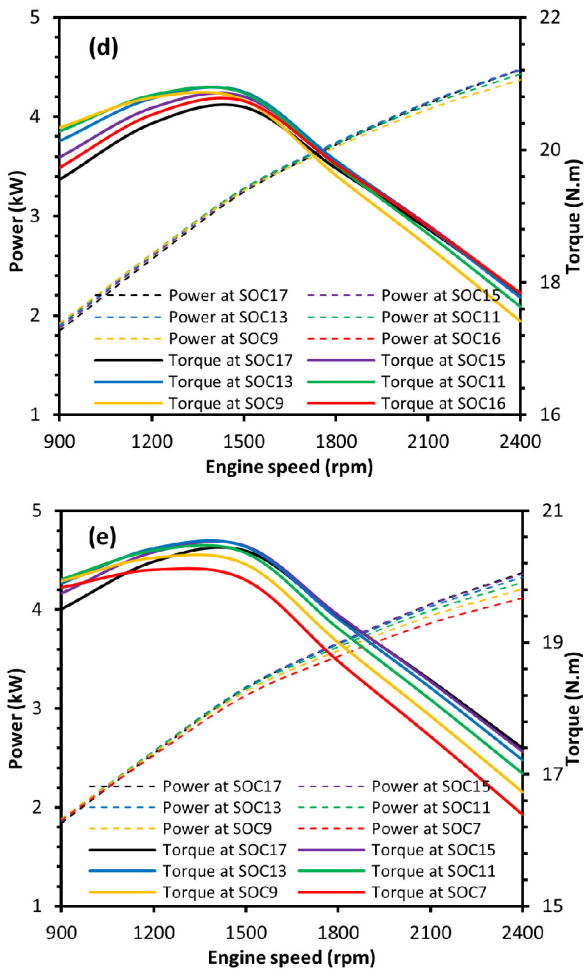 (d)
5
4
3
2
1
Power (kW)
22
20
18
16
Torque (N.m)
Power at SOC17
Power at SOC15
Power at SOC13
Power at SOC11
Power at SOC9
Power at SOC16
Torque at SOC17
Torque at SOC15
Torque at SOC13
Torque at SOC11
Torque at SOC9
Torque at SOC16
900 1200 1500 1800 2100 2400
Engine speed (rpm)
(e)
5
4
3
2
1
Power (kW)
21
19
17
15
Torque (N.m)
Power at SOC17
Power at SOC15
Power at SOC13
Power at SOC11
Power at SOC9
Power at SOC7
Torque at SOC17
Torque at SOC15
Torque at SOC13
Torque at SOC11
Torque at SOC9
Torque at SOC7
900 1200 1500 1800 2100 2400
Engine speed (rpm)